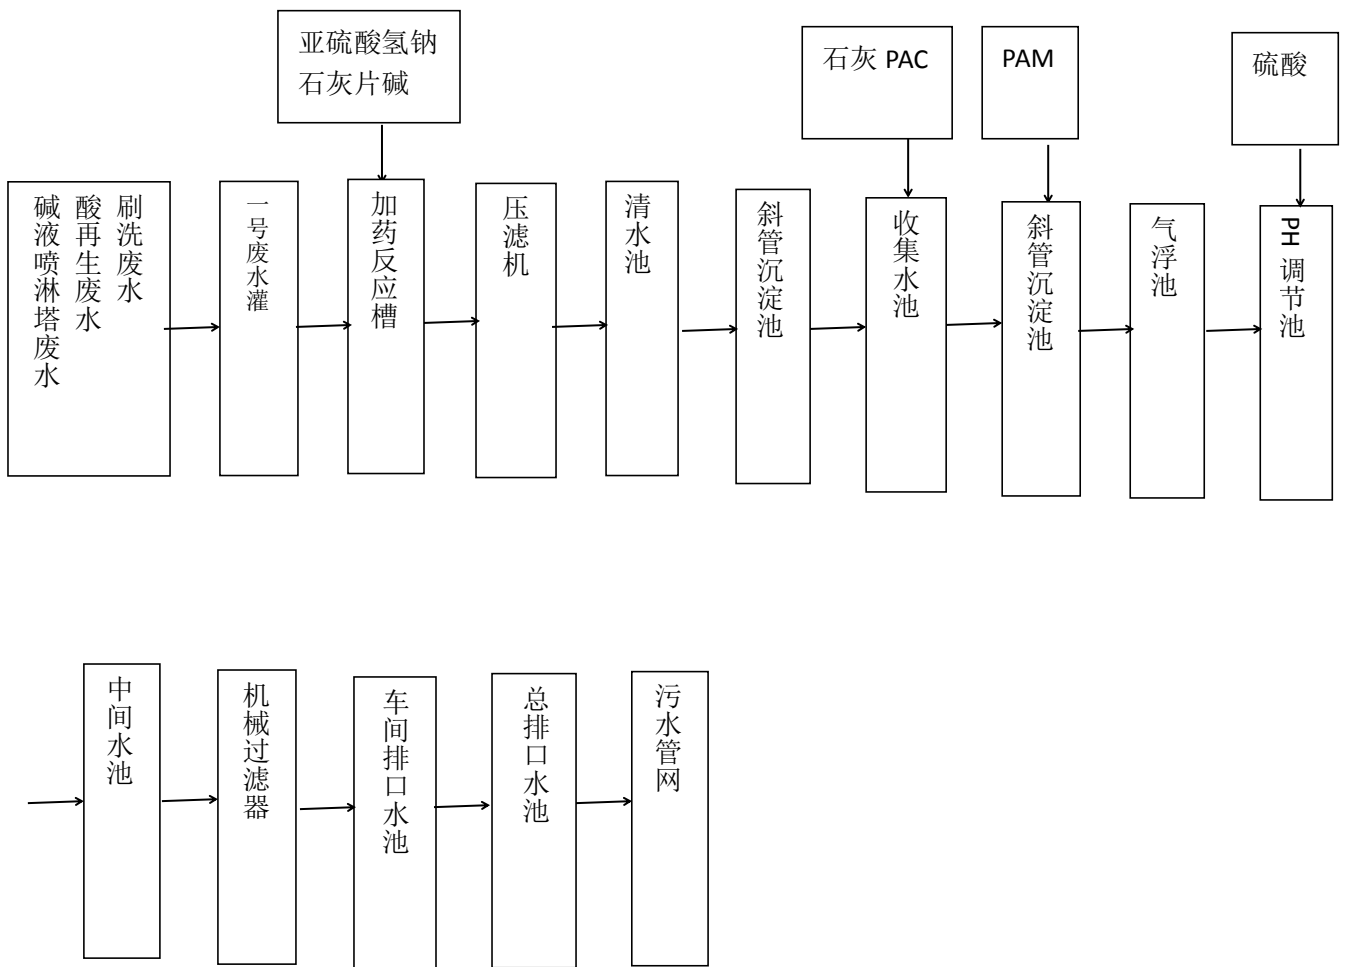 亚硫酸氢钠
石灰片碱
石灰 PAC
PAM
硫酸
刷洗废水
酸再生废水
碱液喷淋塔废水
一号废水灌
加药反应槽
压滤机
清水池
斜管沉淀池
收集水池
斜管沉淀池
气浮池
PH 调节池
中间水池
机械过滤器
车间排口水池
总排口水池
污水管网